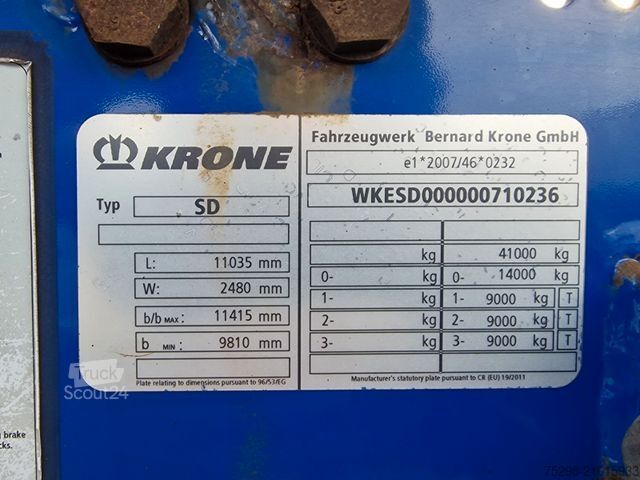 KRONE
Typ SD
L: 11035 mm
W: 2480 mm
b/b MAX: 11415 mm
b MIN: 9810 mm
Plate relating to dimensions pursuant to 96/53/EG
Fahrzeugwerk Bernard Krone GmbH
e1*2007/46*0232
WKESD000000710236
kg 41000 kg
0- kg 0- 14000 kg
1- kg 1- 9000 kg T
2- kg 2- 9000 kg T
3- kg 3- 9000 kg T
Manufacturer's statutory plate pursuant to CR (EU) 19/2011
Truck
Scout24
brake